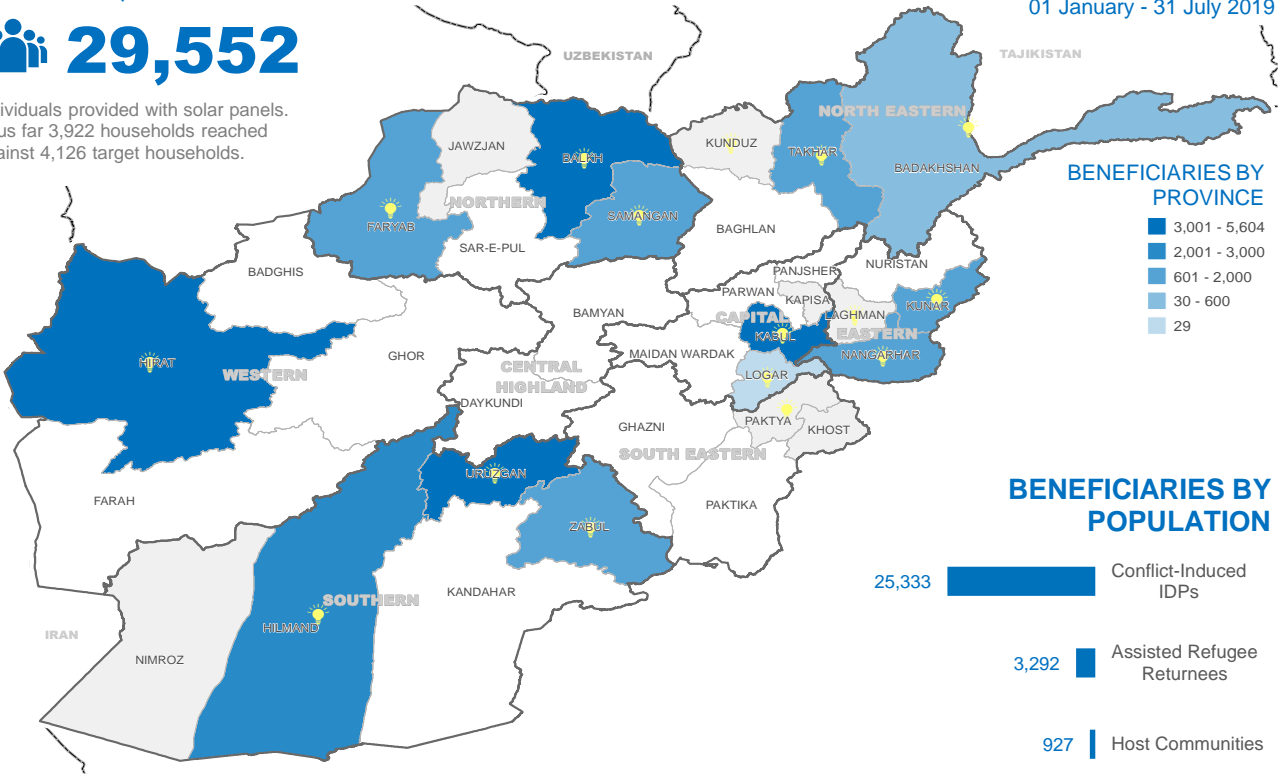 01 January - 31 July 2019
29,552
ividuals provided with solar panels.
us far 3,922 households reached
ainst 4,126 target households.
UZBEKISTAN
TAJIKISTAN
NORTH EASTERN
JAWZJAN
BALKH
KUNDUZ
TAKHAR
BADAKHSHAN
BENEFICIARIES BY
PROVINCE
3,001 - 5,604
2,001 - 3,000
601 - 2,000
30 - 600
29
NORTHERN
FARYAB
SAMANGAN
SAR-E-PUL
BAGHLAN
BADGHIS
NURISTAN
PANJSHER
PARWAN
KAPISA
KUNAR
BAMYAN
CAPITAL
LAGHMAN
EASTERN
KABUL
HIRAT
GHOR
MAIDAN WARDAK
NANGARHAR
WESTERN
CENTRAL
HIGHLAND
LOGAR
DAYKUNDI
GHAZNI
PAKTYA
KHOST
SOUTH EASTERN
URUZGAN
FARAH
PAKTIKA
ZABUL
KANDAHAR
SOUTHERN
HILMAND
IRAN
NIMROZ
BENEFICIARIES BY
POPULATION
25,333
Conflict-Induced
IDPs
3,292
Assisted Refugee
Returnees
927
Host Communities